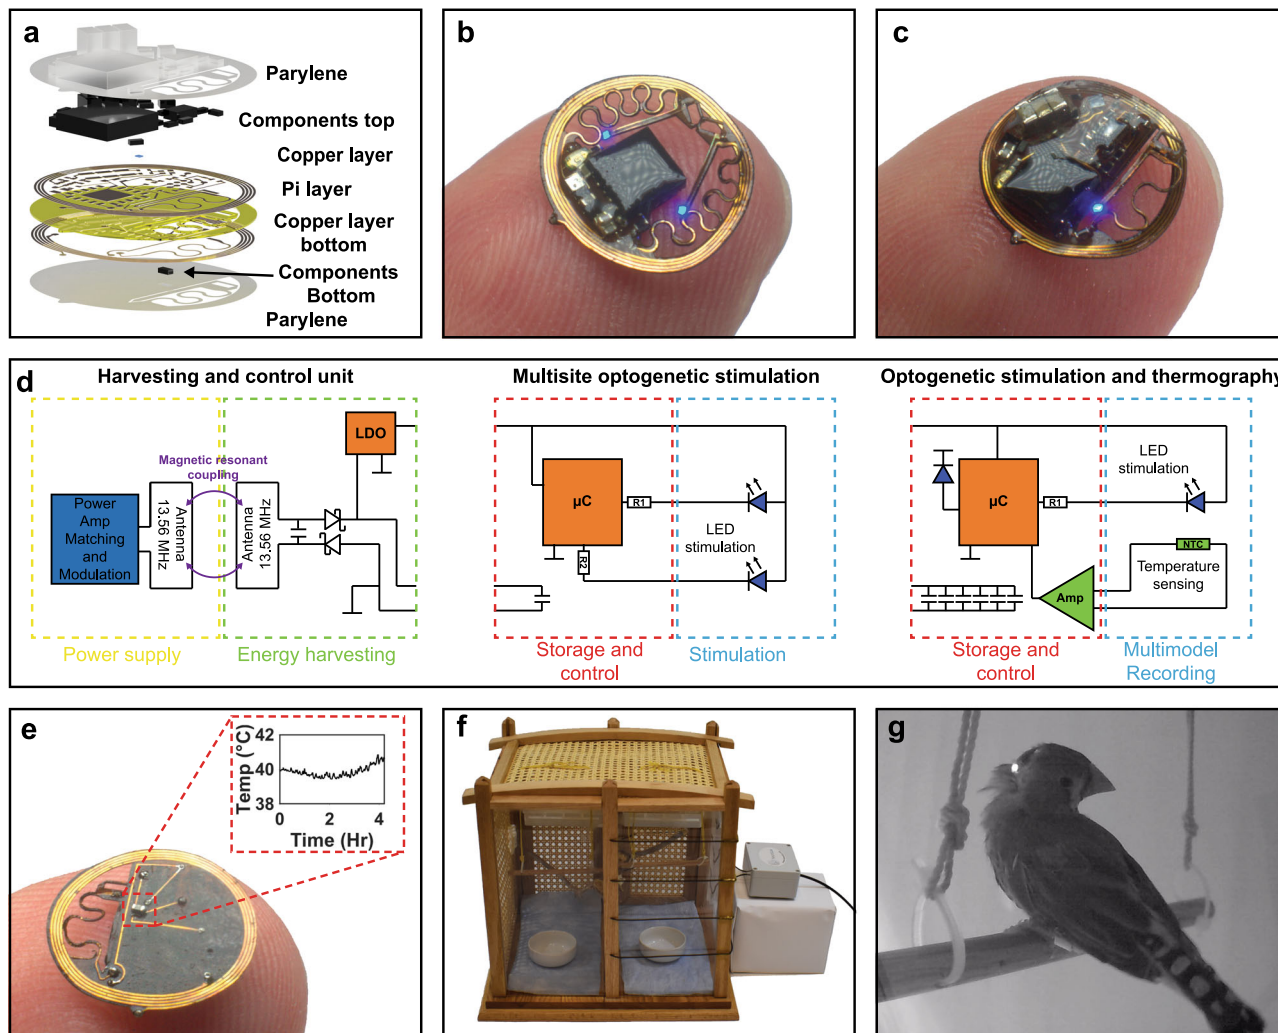 a
Parylene
Components top
Copper layer
Pi layer
Copper layer
bottom
Components
Bottom
Parylene
b
c
d
Harvesting and control unit
LDO
Magnetic resonant
coupling
Power
Amp
Matching
and
Modulation
Antenna
13.56 MHz
Antenna
13.56 MHz
Power supply
Energy harvesting
Multisite optogenetic stimulation
µC
R1
R2
LED
stimulation
Storage and
control
Stimulation
Optogenetic stimulation and thermography
µC
R1
LED
stimulation
NTC
Temperature
sensing
Amp
Storage and
control
Multimodel
Recording
e
Temp (°C)
42
40
38
0
2
4
Time (Hr)
f
g